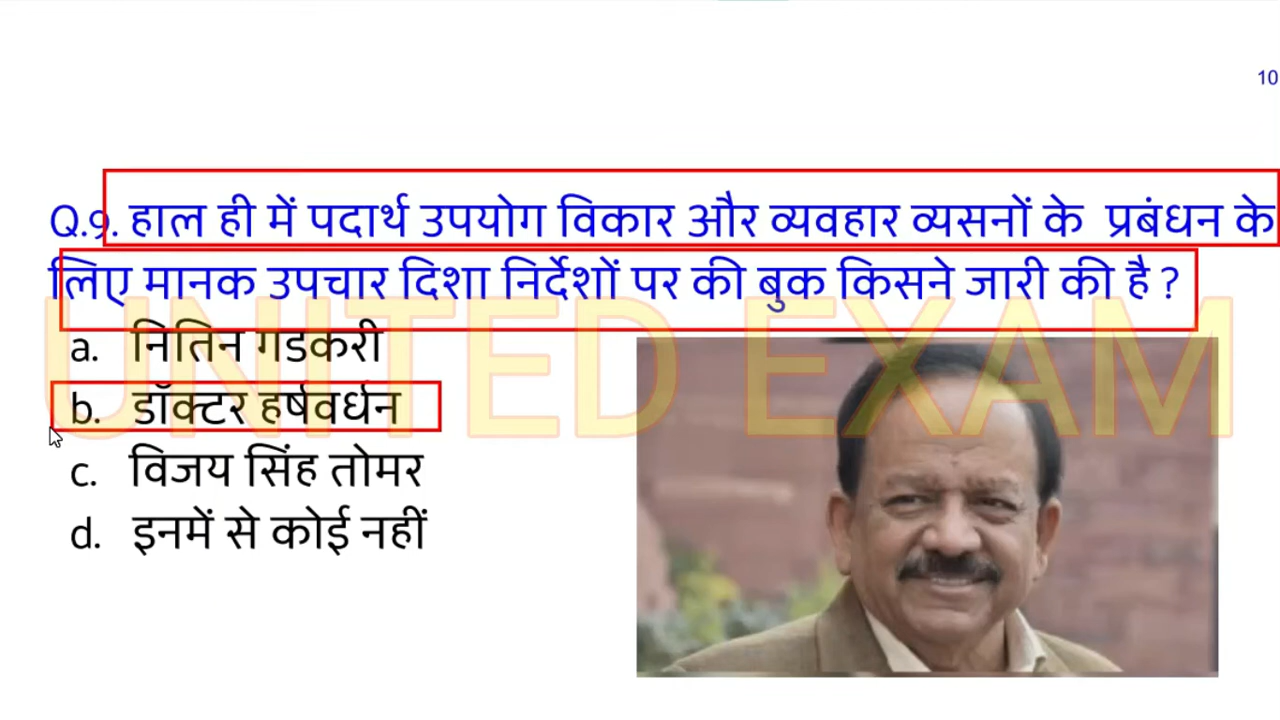 10
Q.9. हाल ही में पदार्थ उपयोग विकार और व्यवहार व्यसनों के प्रबंधन के
लिए मानक उपचार दिशा निर्देशों पर की बुक किसने जारी की है ?
a. नितिन गडकरी
b. डॉक्टर हर्षवर्धन
c. विजय सिंह तोमर
d. इनमें से कोई नहीं
UNITED EXAM